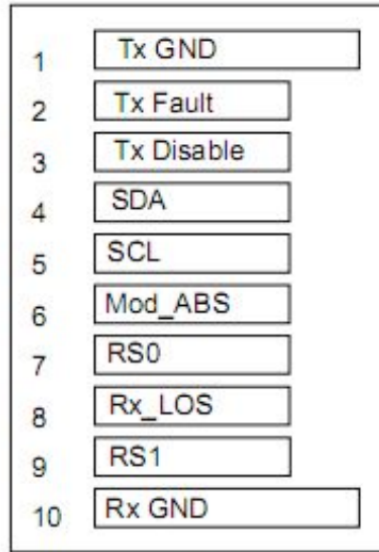 1 Tx GND
2 Tx Fault
3 Tx Disable
4 SDA
5 SCL
6 Mod_ABS
7 RS0
8 Rx_LOS
9 RS1
10 Rx GND